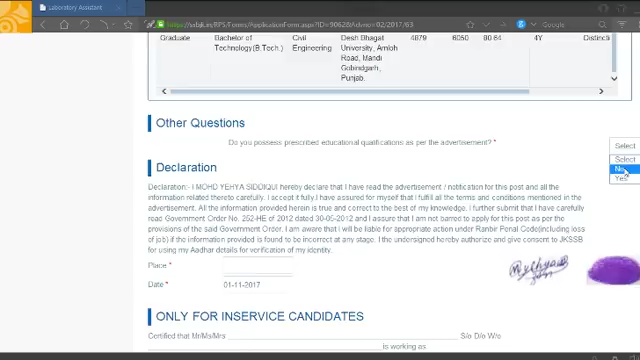 Laboratory Assistant
Google
Graduate Bachelor of Technology(B.Tech.) Civil Engineering Desh Bhagat University, Amloh Road, Mandi Gobindgarh, Punjab. 4879 6050 80.64 4Y Distincti
Other Questions
Do you possess prescribed educational qualifications as per the advertisement? *
Select
Select
No
Yes
Declaration
Declaration:- I MOHD YEHYA SIDDIQUI hereby declare that I have read the advertisement / notification for this post and all the
information related thereto carefully. I accept it fully.I have assured for myself that I fulfill all the terms and conditions mentioned in the
advertisement. All the information provided herein is true and correct to the best of my knowledge. I further submit that I have carefully
read Government Order No. 252-HE of 2012 dated 30-05-2012 and I assure that I am not barred to apply for this post as per the
provisions of the said Government Order. I am aware that I will be liable for appropriate action under Ranbir Penal Code(including loss
of job) if the information provided is found to be incorrect at any stage. I the undersigned hereby authorize and give consent to JKSSB
for using my Aadhar details for verification of my identity.
Place *
Date * 01-11-2017
ONLY FOR INSERVICE CANDIDATES
Certified that Mr/Ms/Mrs S/o D/o W/o
is working as